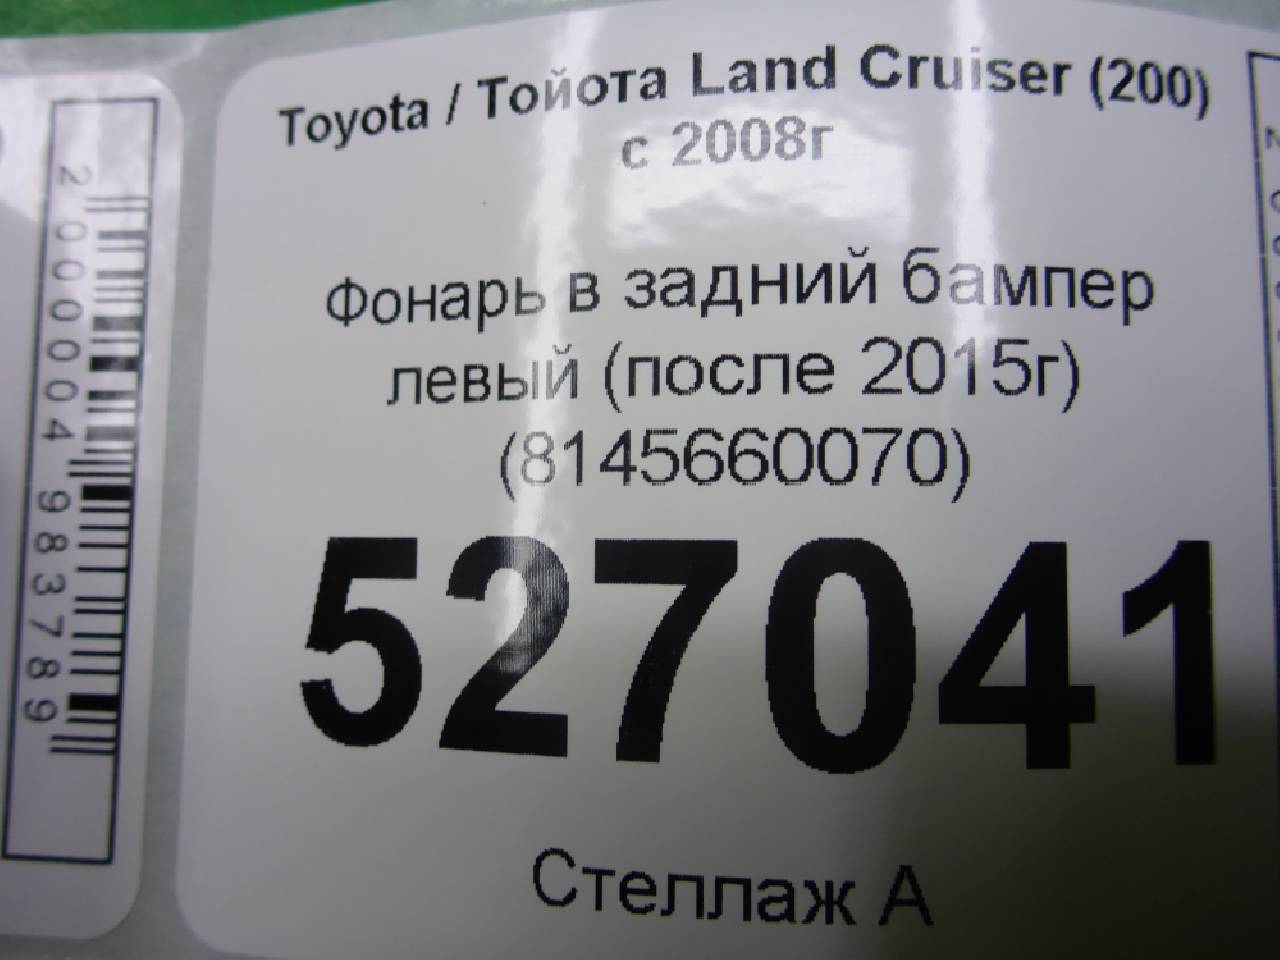 Toyota / Тойота Land Cruiser (200)
с 2008г
Фонарь в задний бампер
левый (после 2015г)
(8145660070)
527041
Стеллаж А
2000004983789